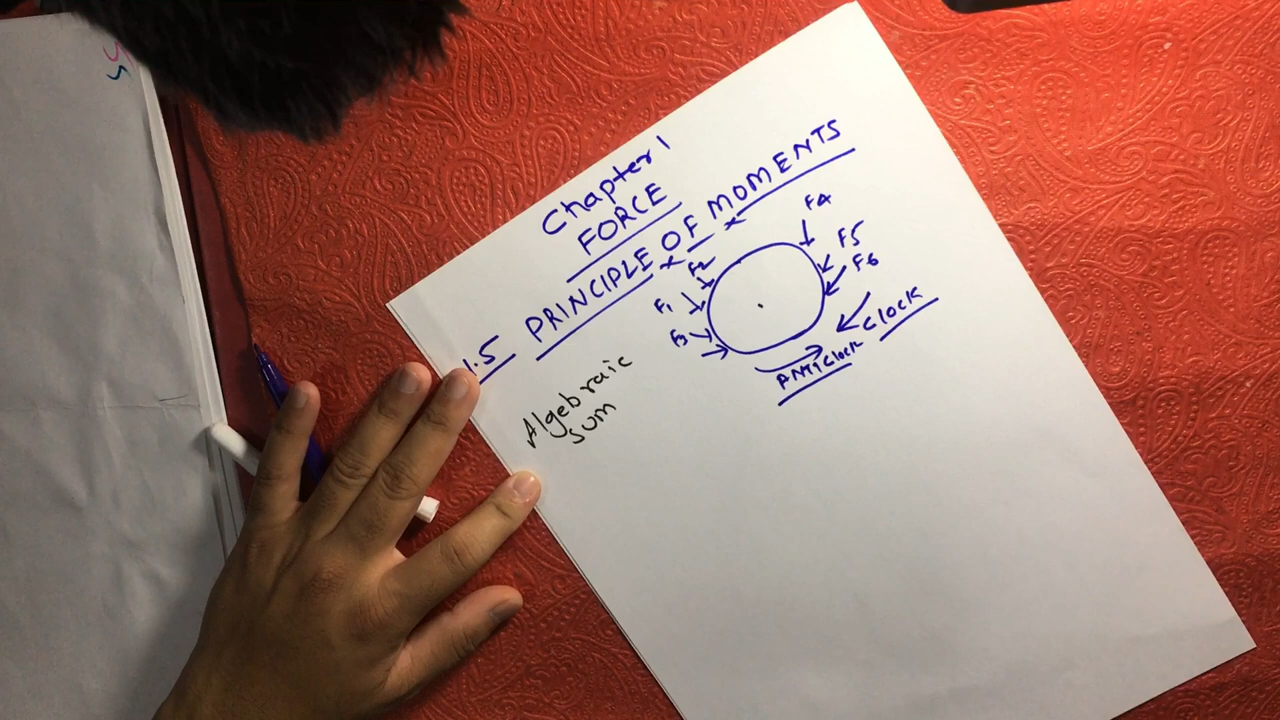 Chapter 1
FORCE
1.5 PRINCIPLE OF MOMENTS
F4
F5
F6
F2
F1
F3
CLOCK
ANTICLOCK
Algebraic
SUM